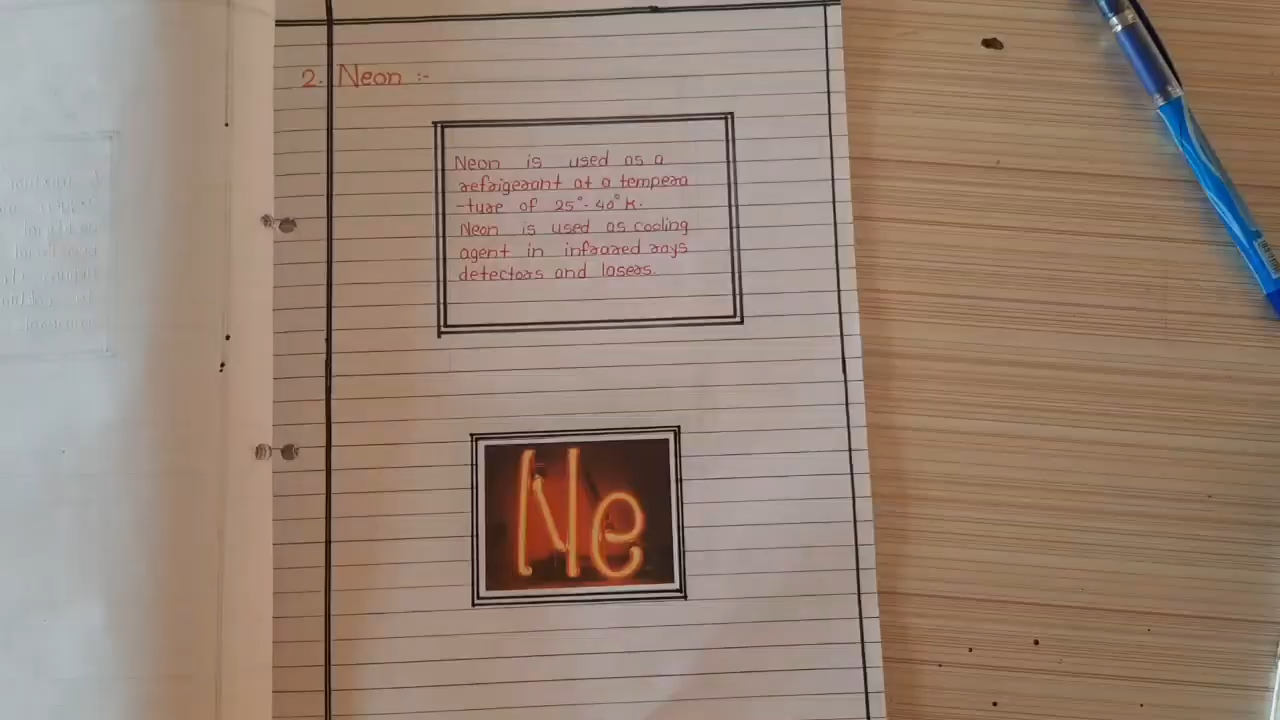 2. Neon :-
Neon is used as a
refrigerant at a tempera
-ture of 25°- 40°K.
Neon is used as cooling
agent in infrared rays
detectors and lasers.
Ne